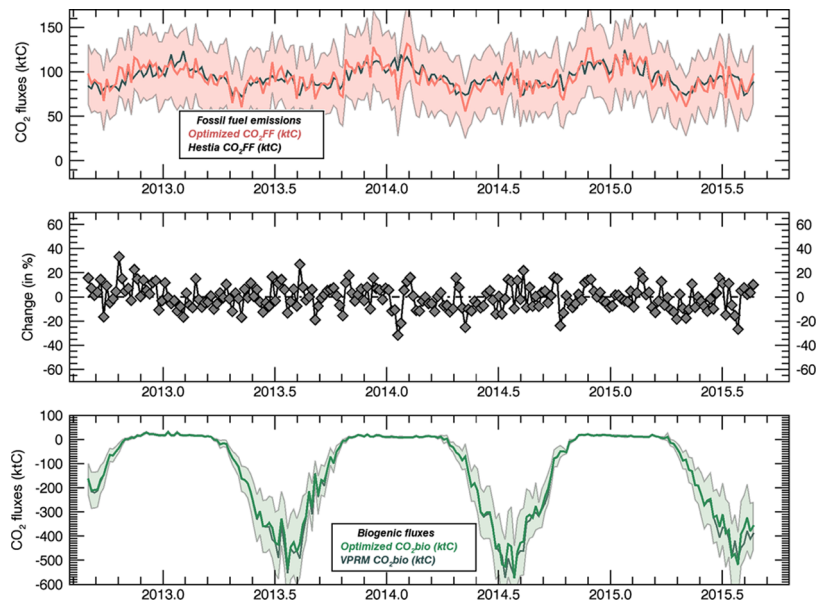 150
100
50
0
CO2 fluxes (ktC)
Fossil fuel emissions
Optimized CO2FF (ktC)
Hestia CO2FF (ktC)
2013.0 2013.5 2014.0 2014.5 2015.0 2015.5
60 60
40 40
20 20
0 0
-20 -20
-40 -40
-60 -60
Change (in %)
2013.0 2013.5 2014.0 2014.5 2015.0 2015.5
100
0
-100
-200
-300
-400
-500
-600
CO2 fluxes (ktC)
Biogenic fluxes
Optimized CO2bio (ktC)
VPRM CO2bio (ktC)
2013.0 2013.5 2014.0 2014.5 2015.0 2015.5